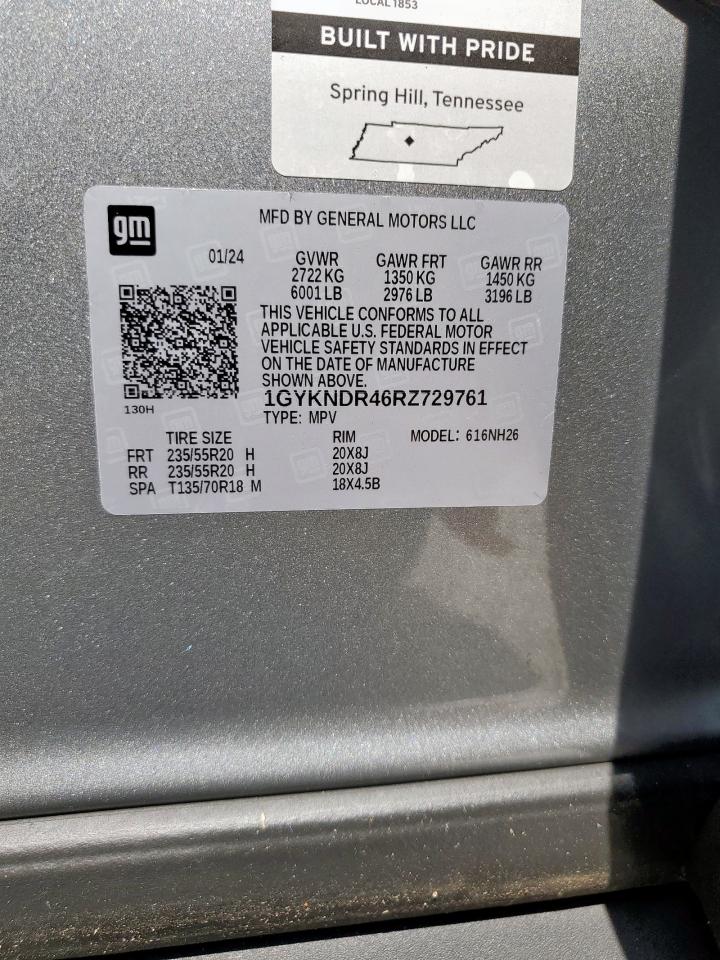 LOCAL 1853
BUILT WITH PRIDE
Spring Hill, Tennessee
gm
MFD BY GENERAL MOTORS LLC
01/24
GVWR GAWR FRT GAWR RR
2722 KG 1350 KG 1450 KG
6001 LB 2976 LB 3196 LB
THIS VEHICLE CONFORMS TO ALL
APPLICABLE U.S. FEDERAL MOTOR
VEHICLE SAFETY STANDARDS IN EFFECT
ON THE DATE OF MANUFACTURE
SHOWN ABOVE.
1GYKNDR46RZ729761
130H
TYPE: MPV
TIRE SIZE RIM MODEL: 616NH26
FRT 235/55R20 H 20X8J
RR 235/55R20 H 20X8J
SPA T135/70R18 M 18X4.5B